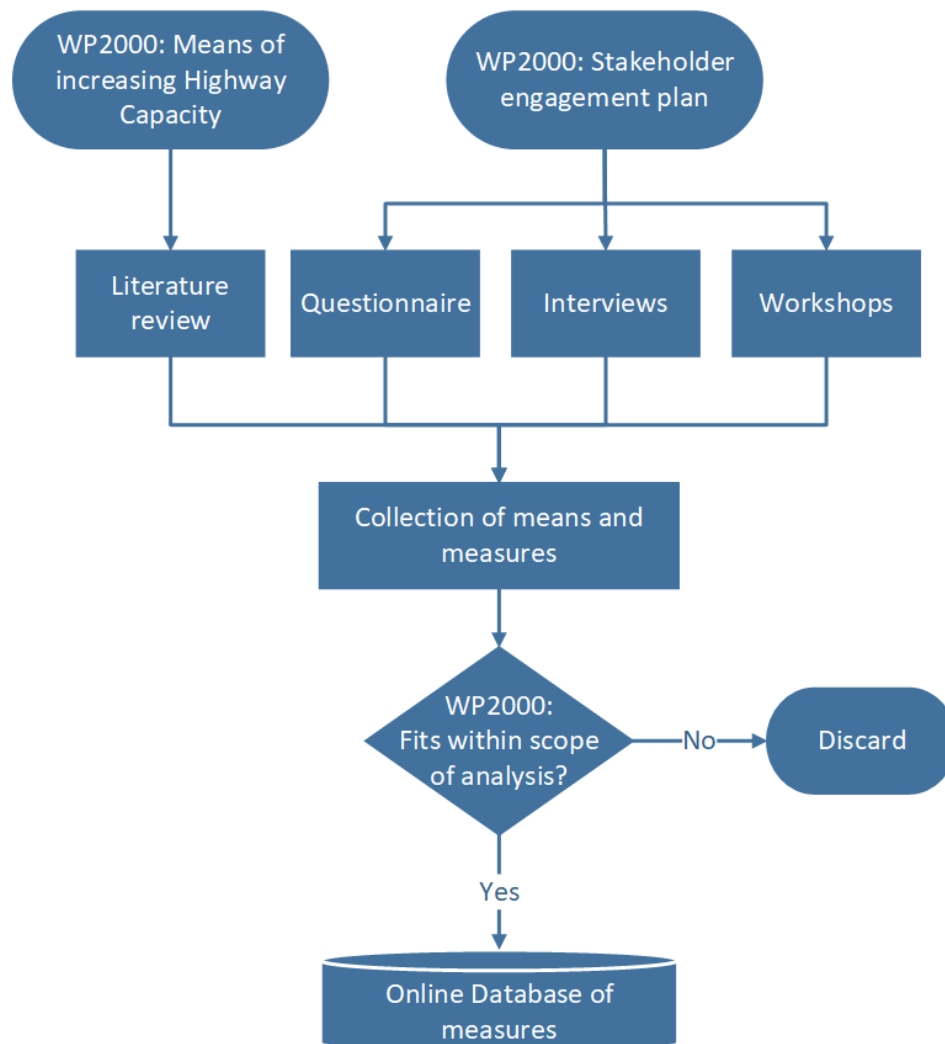 WP2000: Means of
increasing Highway
Capacity
WP2000: Stakeholder
engagement plan
Literature
review
Questionnaire
Interviews
Workshops
Collection of means and
measures
WP2000:
Fits within scope
of analysis?
No
Discard
Yes
Online Database of
measures